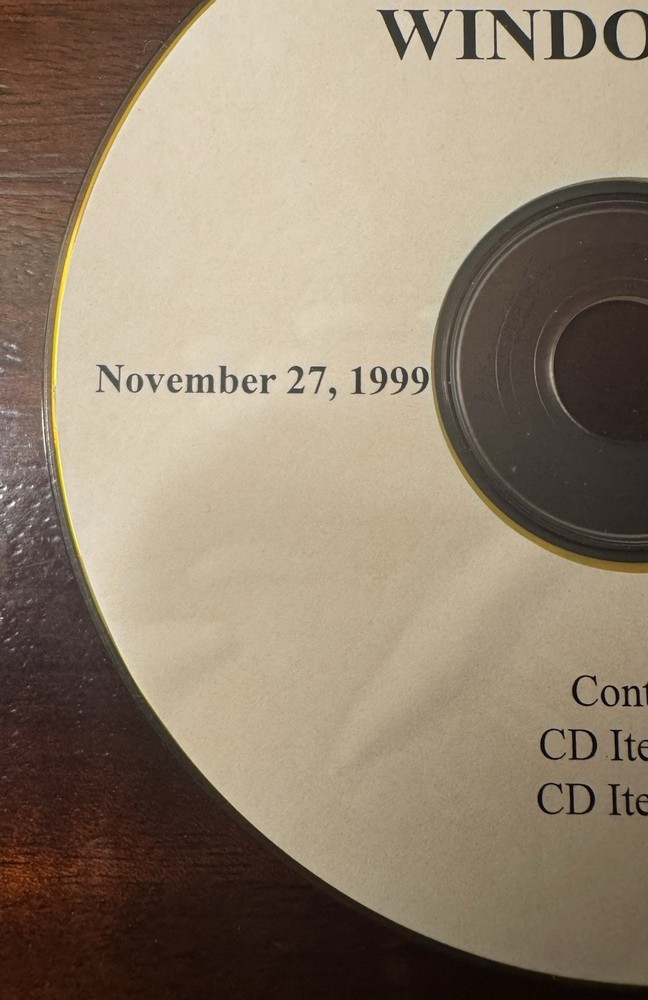 WINDO
November 27, 1999
Cont
CD Ite
CD Ite